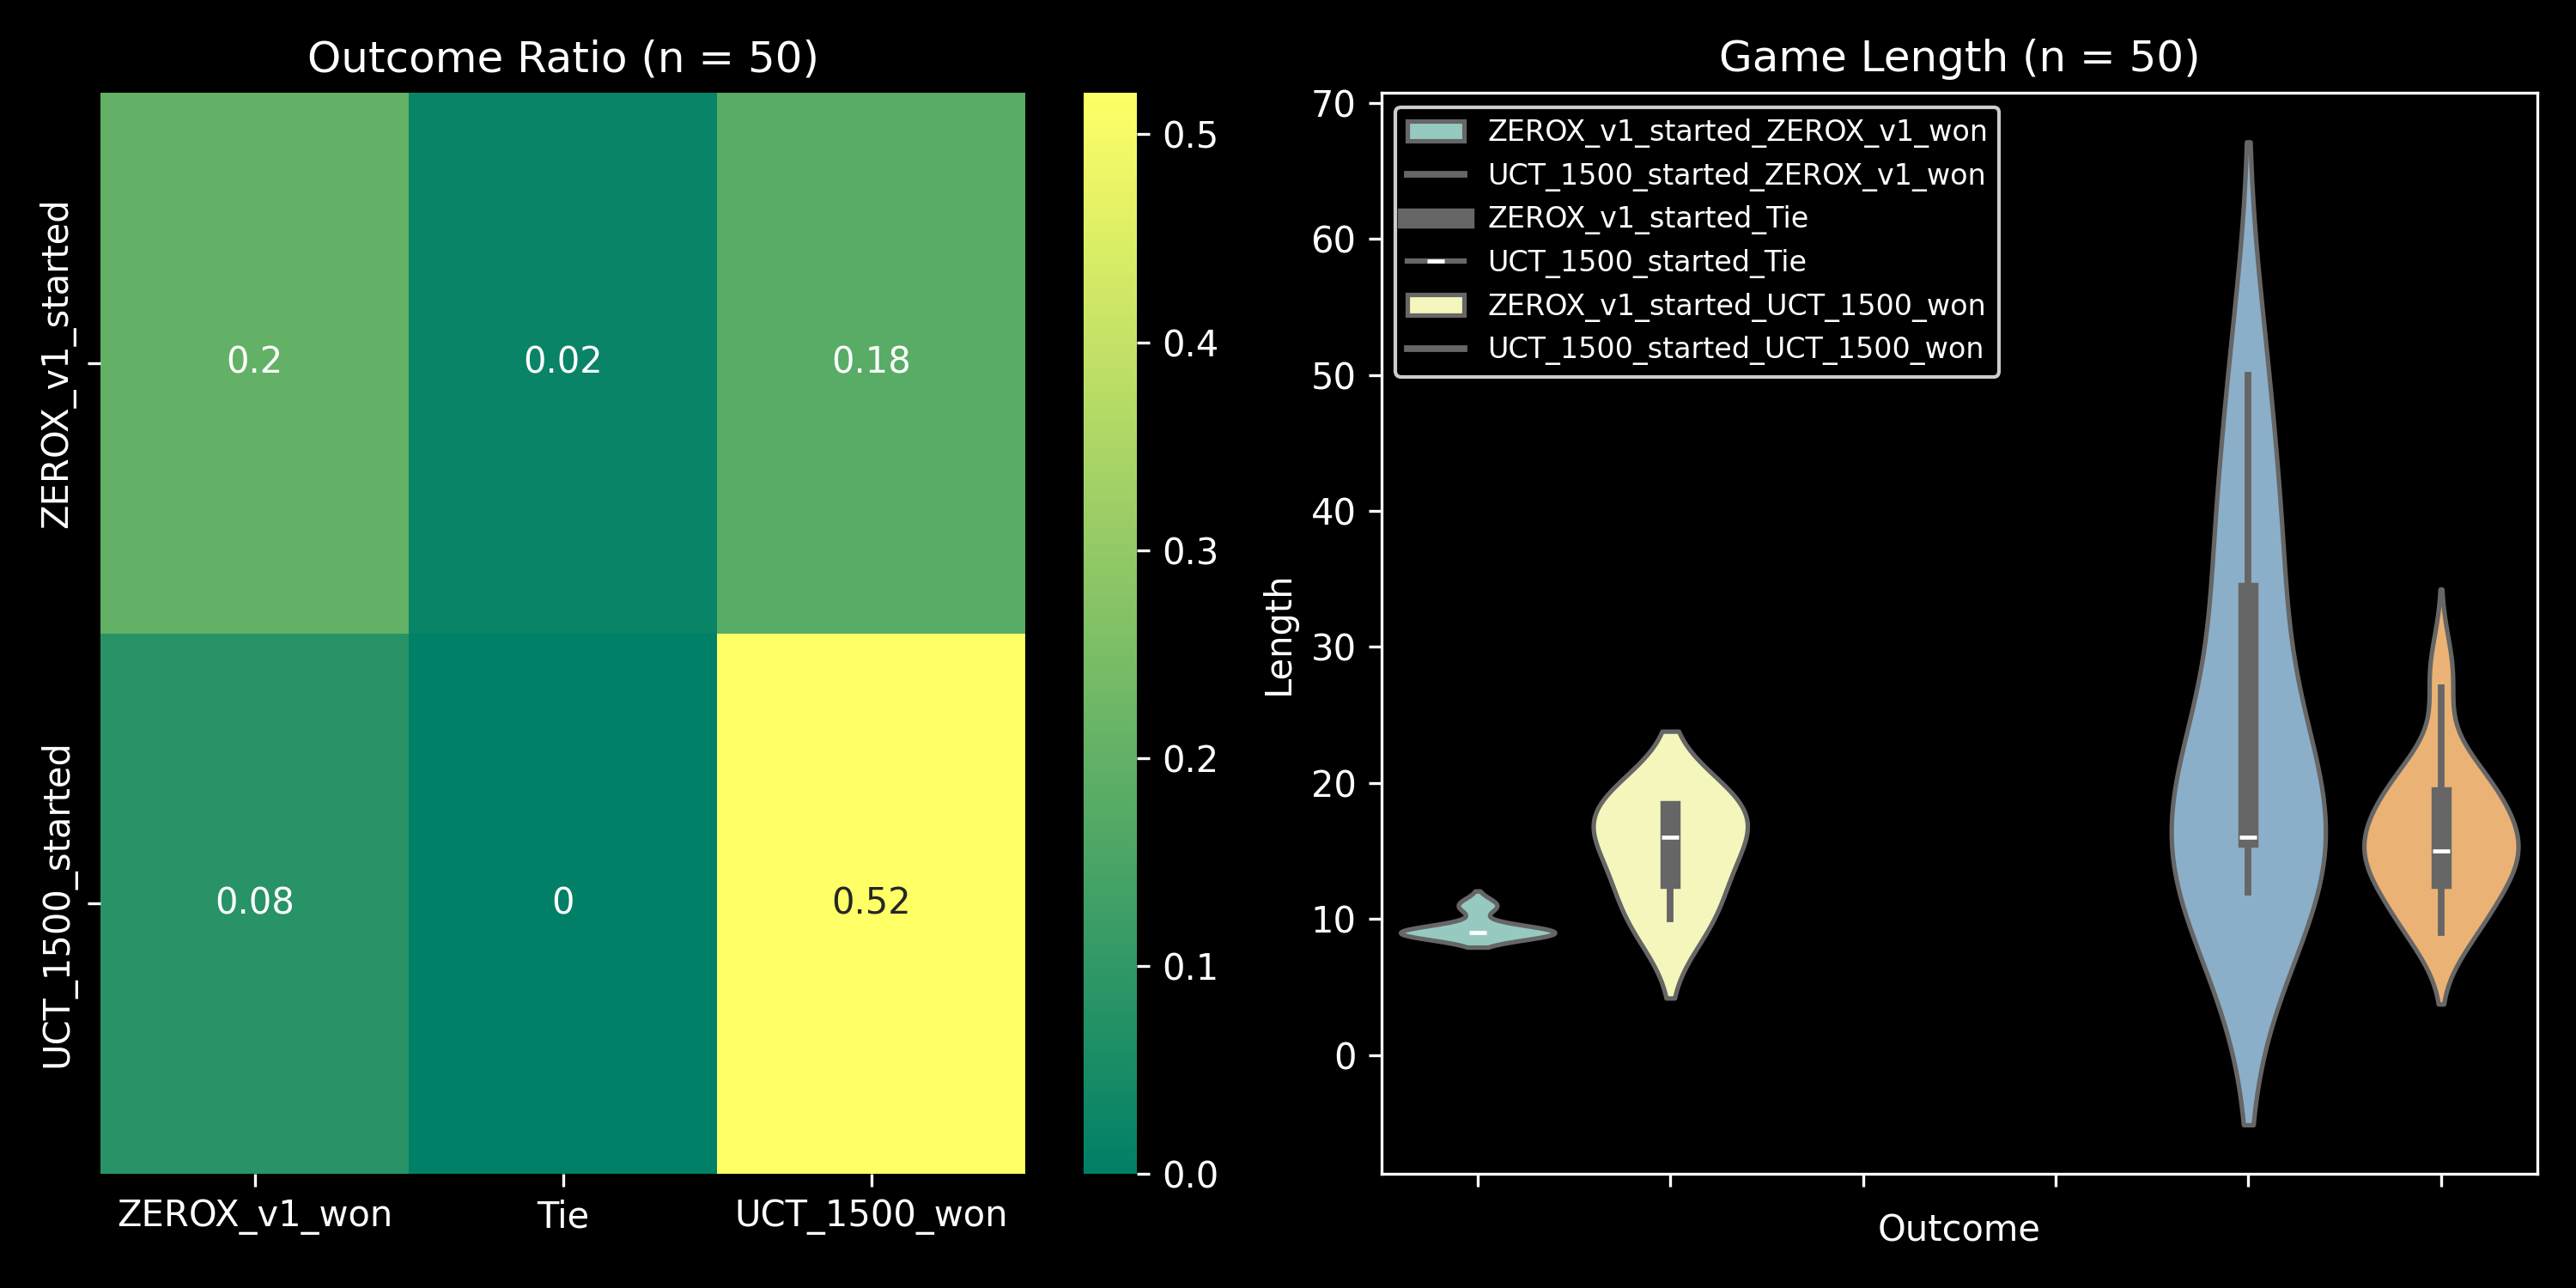 Outcome Ratio (n = 50)
ZEROX_v1_started
UCT_1500_started
0.2
0.02
0.18
0.08
0
0.52
ZEROX_v1_won
Tie
UCT_1500_won
0.5
0.4
0.3
0.2
0.1
0.0
Game Length (n = 50)
Length
70
60
50
40
30
20
10
0
ZEROX_v1_started_ZEROX_v1_won
UCT_1500_started_ZEROX_v1_won
ZEROX_v1_started_Tie
UCT_1500_started_Tie
ZEROX_v1_started_UCT_1500_won
UCT_1500_started_UCT_1500_won
Outcome